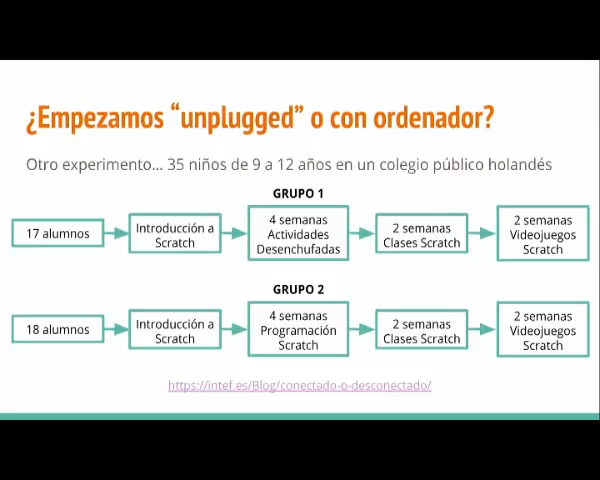 ¿Empezamos “unplugged” o con ordenador?
Otro experimento... 35 niños de 9 a 12 años en un colegio público holandés
GRUPO 1
17 alumnos
Introducción a
Scratch
4 semanas
Actividades
Desenchufadas
2 semanas
Clases Scratch
2 semanas
Videojuegos
Scratch
GRUPO 2
18 alumnos
Introducción a
Scratch
4 semanas
Programación
Scratch
2 semanas
Clases Scratch
2 semanas
Videojuegos
Scratch
https://intef.es/Blog/conectado-o-desconectado/